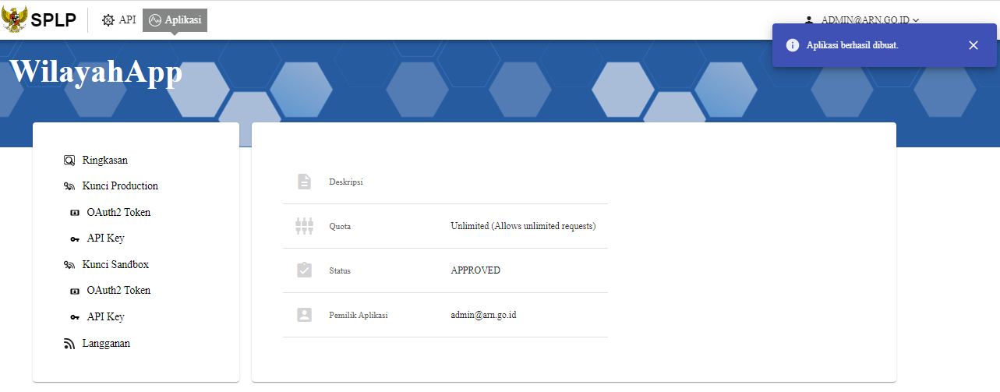 SPLP
API
Aplikasi
ADMIN@ARN.GO.ID
Aplikasi berhasil dibuat.
WilayahApp
Ringkasan
Kunci Production
OAuth2 Token
API Key
Kunci Sandbox
OAuth2 Token
API Key
Langganan
Deskripsi
Quota Unlimited (Allows unlimited requests)
Status APPROVED
Pemilik Aplikasi admin@arn.go.id